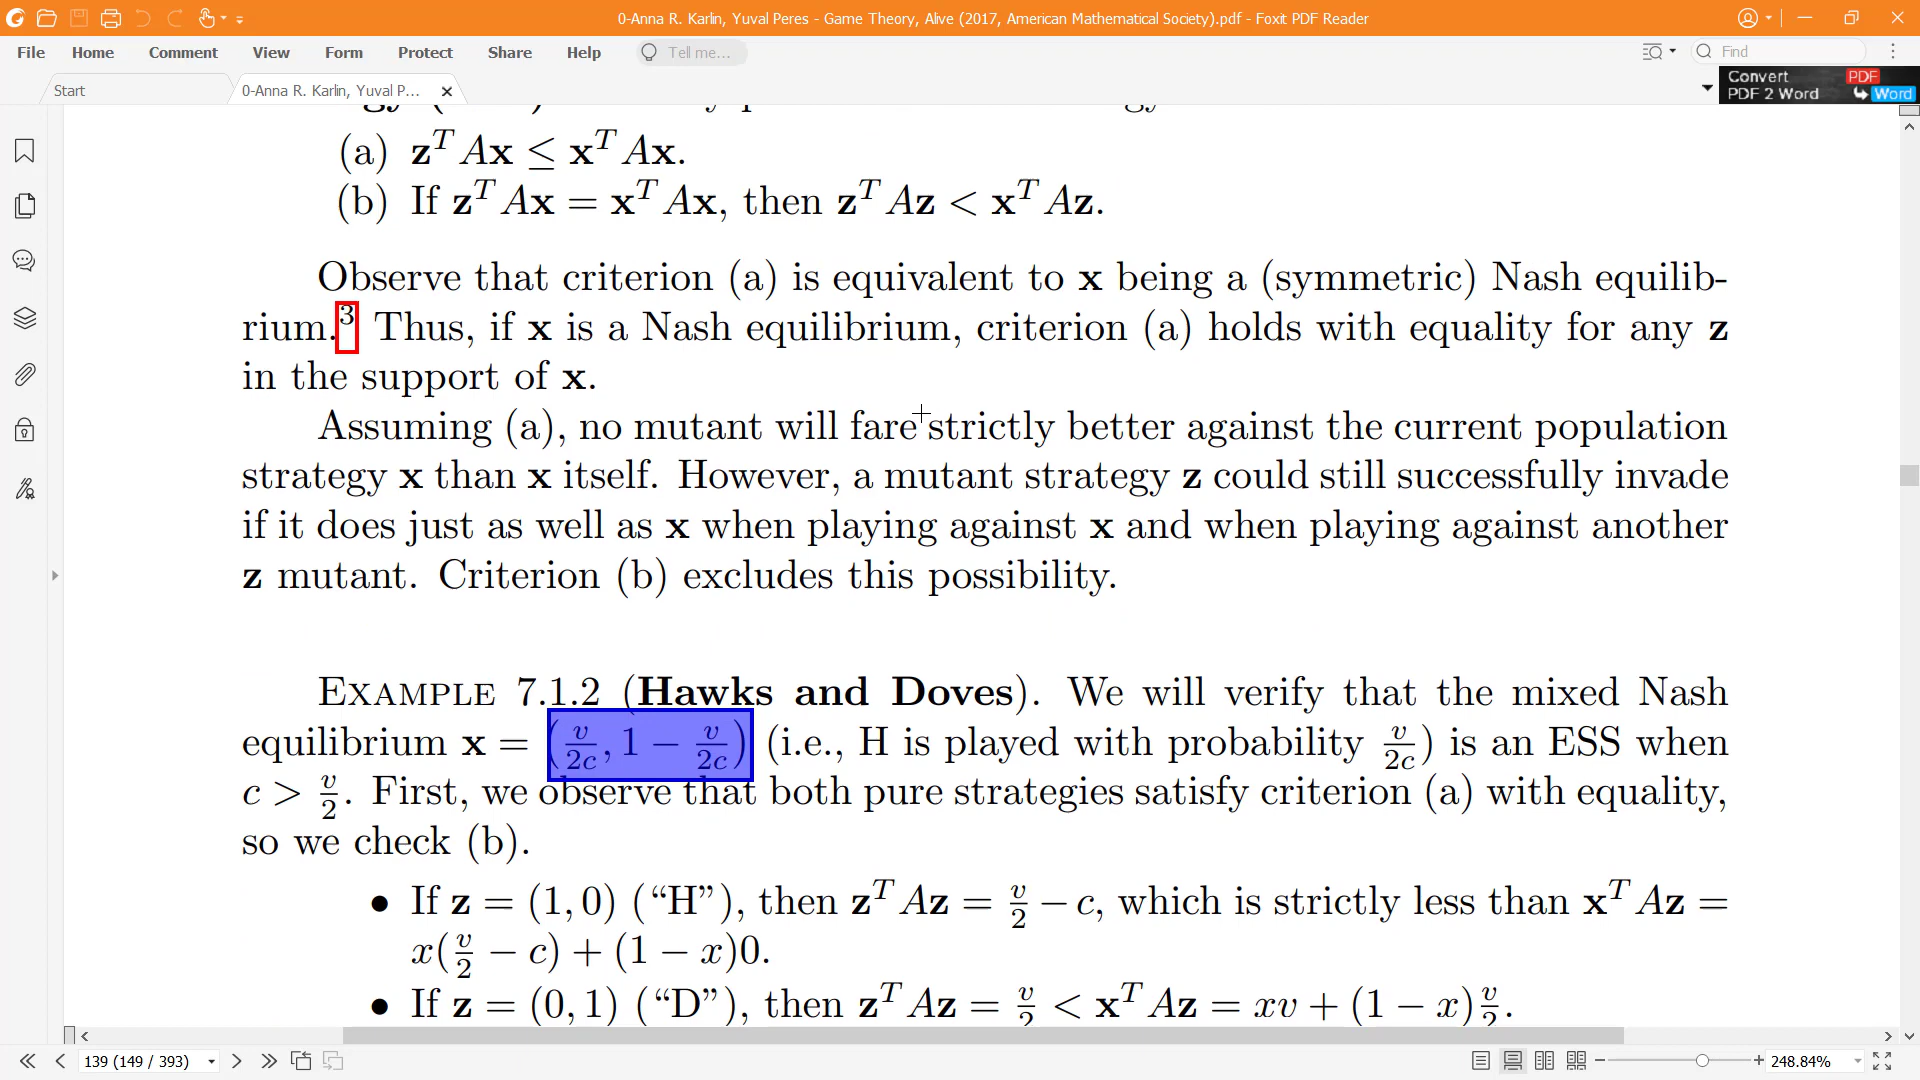 0-Anna R. Karlin, Yuval Peres - Game Theory, Alive (2017, American Mathematical Society).pdf - Foxit PDF Reader
File Home Comment View Form Protect Share Help Tell me... Find
Start 0-Anna R. Karlin, Yuval P... Convert PDF
PDF 2 Word Word
(a) z^T Ax ≤ x^T Ax.
(b) If z^T Ax = x^T Ax, then z^T Az < x^T Az.
Observe that criterion (a) is equivalent to x being a (symmetric) Nash equilib-
rium.³ Thus, if x is a Nash equilibrium, criterion (a) holds with equality for any z
in the support of x.
Assuming (a), no mutant will fare strictly better against the current population
strategy x than x itself. However, a mutant strategy z could still successfully invade
if it does just as well as x when playing against x and when playing against another
z mutant. Criterion (b) excludes this possibility.
EXAMPLE 7.1.2 (Hawks and Doves). We will verify that the mixed Nash
equilibrium x = (v/2c, 1 − v/2c) (i.e., H is played with probability v/2c) is an ESS when
c > v/2. First, we observe that both pure strategies satisfy criterion (a) with equality,
so we check (b).
• If z = (1, 0) (“H”), then z^T Az = v/2 − c, which is strictly less than x^T Az =
x(v/2 − c) + (1 − x)0.
• If z = (0, 1) (“D”), then z^T Az = v/2 < x^T Az = xv + (1 − x)v/2.
139 (149 / 393) 248.84%